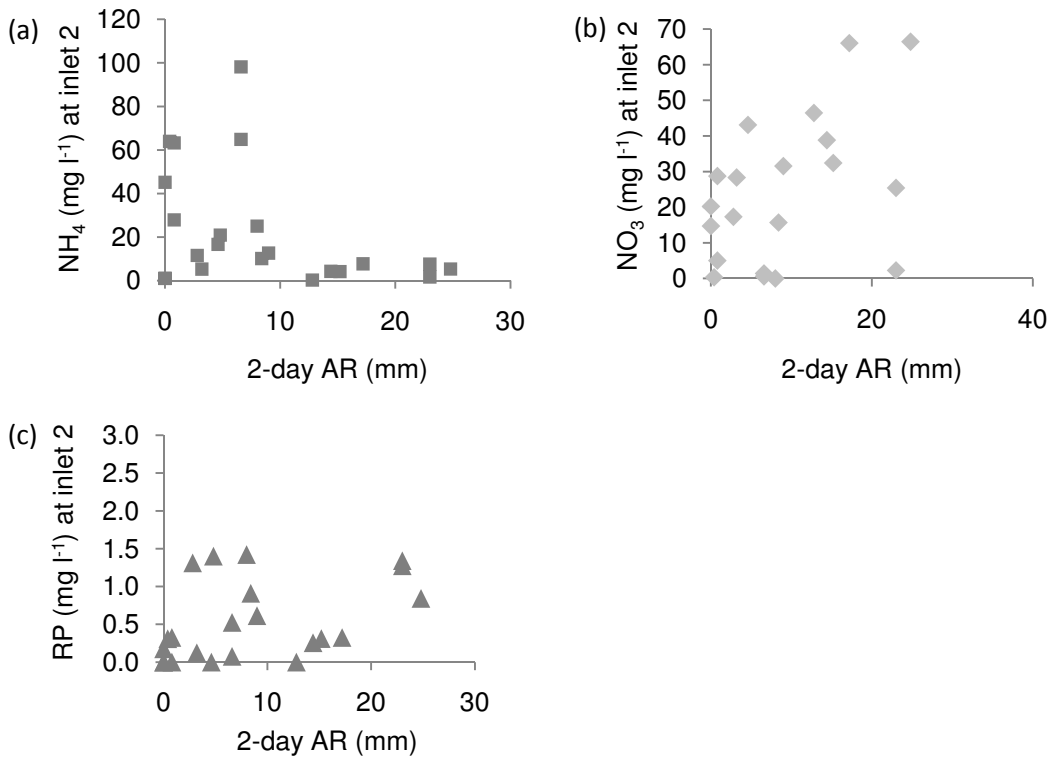 (a)
NH4 (mg l-1) at inlet 2
120
100
80
60
40
20
0
0 10 20 30
2-day AR (mm)
(b)
NO3 (mg l-1) at inlet 2
70
60
50
40
30
20
10
0
0 20 40
2-day AR (mm)
(c)
RP (mg l-1) at inlet 2
3.0
2.5
2.0
1.5
1.0
0.5
0.0
0 10 20 30
2-day AR (mm)